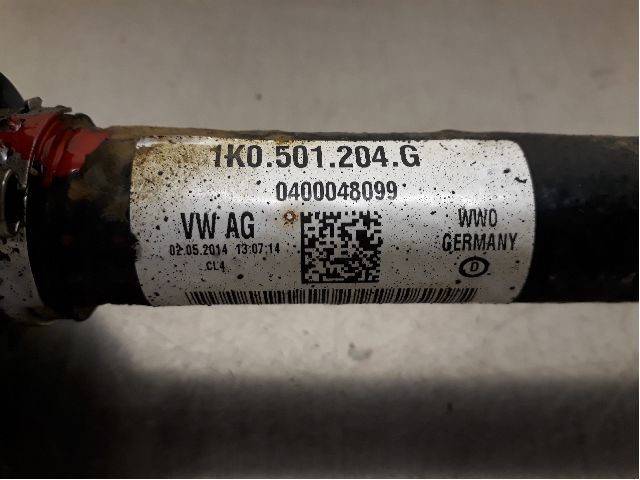 1K0.501.204.G
0400048099
VW AG
02.05.2014 13:07:14
CL4
WWO
GERMANY
D